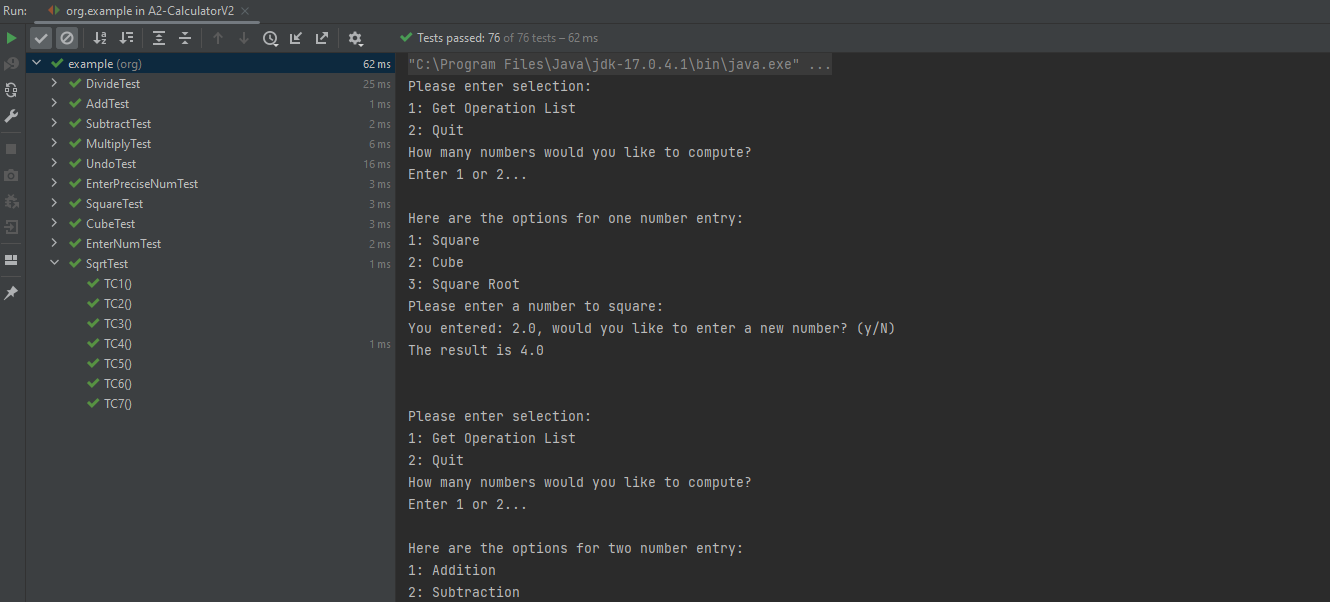 Run: org.example in A2-CalculatorV2
Tests passed: 76 of 76 tests – 62 ms
example (org) 62 ms
DivideTest 25 ms
AddTest 1 ms
SubtractTest 2 ms
MultiplyTest 6 ms
UndoTest 16 ms
EnterPreciseNumTest 3 ms
SquareTest 3 ms
CubeTest 3 ms
EnterNumTest 2 ms
SqrtTest 1 ms
TC1()
TC2()
TC3()
TC4() 1 ms
TC5()
TC6()
TC7()
"C:\Program Files\Java\jdk-17.0.4.1\bin\java.exe" ...
Please enter selection:
1: Get Operation List
2: Quit
How many numbers would you like to compute?
Enter 1 or 2...
Here are the options for one number entry:
1: Square
2: Cube
3: Square Root
Please enter a number to square:
You entered: 2.0, would you like to enter a new number? (y/N)
The result is 4.0
Please enter selection:
1: Get Operation List
2: Quit
How many numbers would you like to compute?
Enter 1 or 2...
Here are the options for two number entry:
1: Addition
2: Subtraction